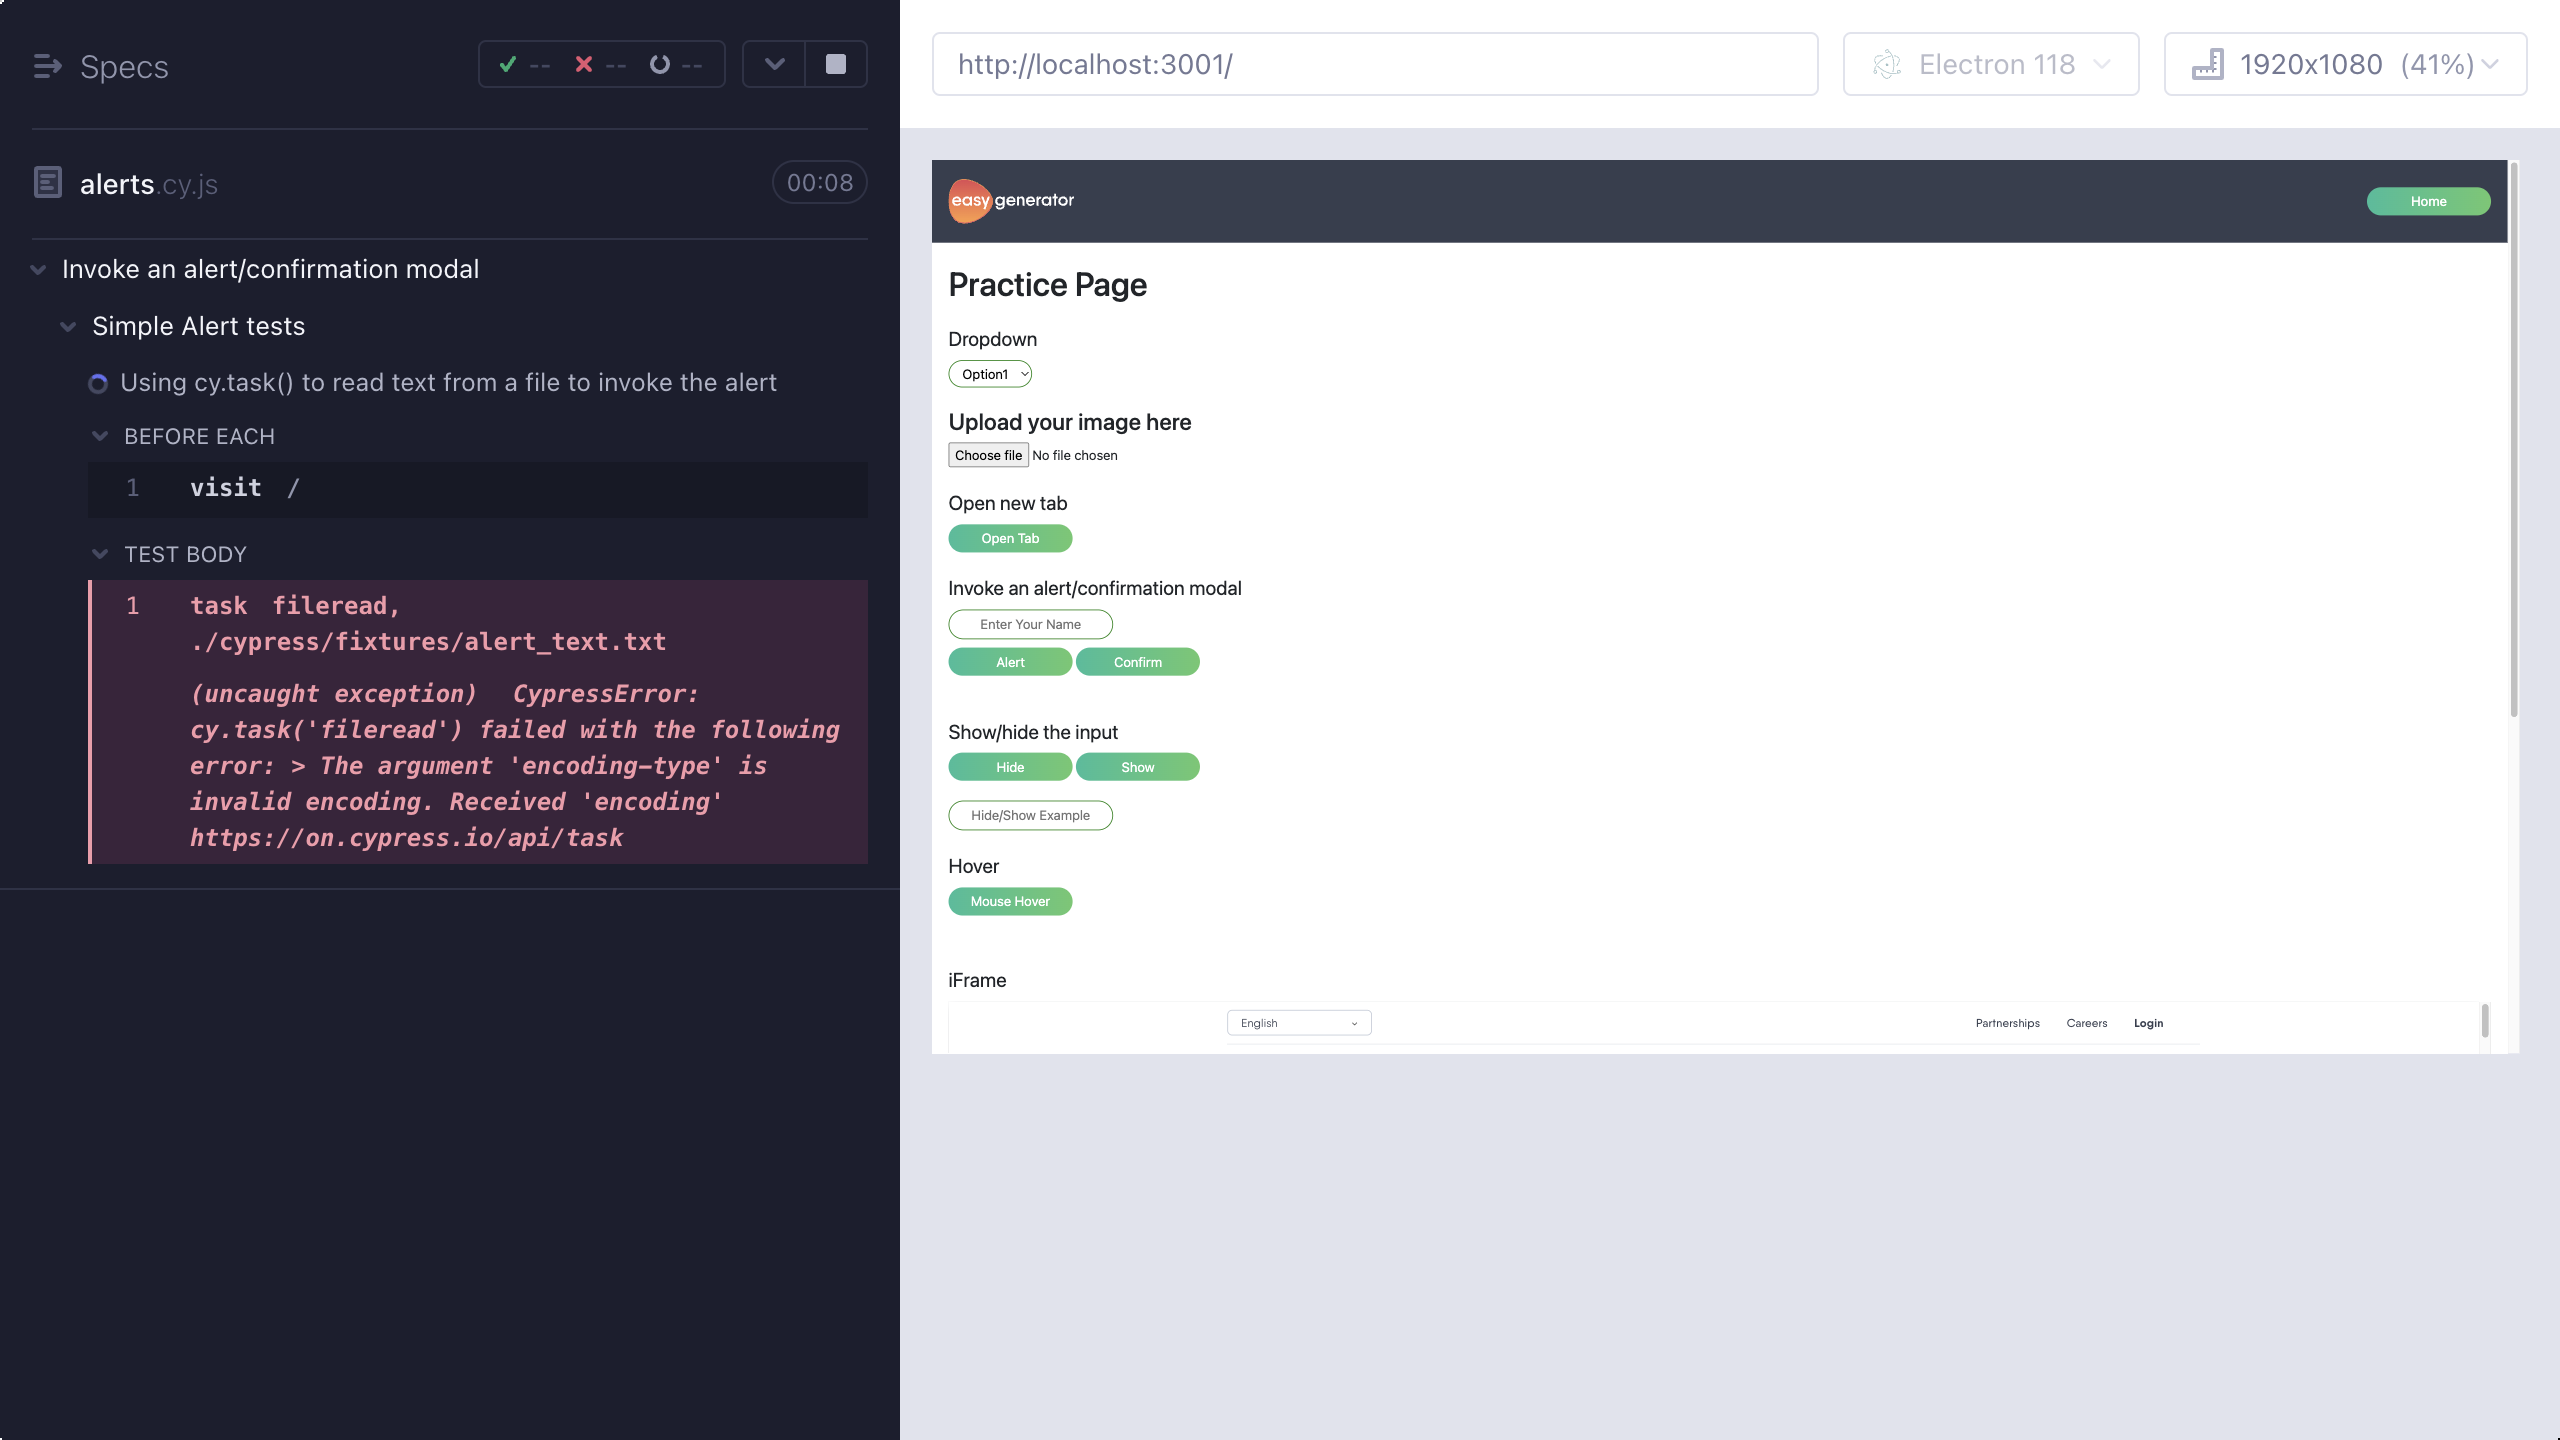 Specs
--
--
--
alerts.cy.js
00:08
Invoke an alert/confirmation modal
Simple Alert tests
Using cy.task() to read text from a file to invoke the alert
BEFORE EACH
1 visit /
TEST BODY
1 task fileread,
./cypress/fixtures/alert_text.txt
(uncaught exception) CypressError:
cy.task('fileread') failed with the following
error: > The argument 'encoding-type' is
invalid encoding. Received 'encoding'
https://on.cypress.io/api/task
http://localhost:3001/
Electron 118
1920x1080 (41%)
easygenerator
Home
Practice Page
Dropdown
Option1
Upload your image here
Choose file No file chosen
Open new tab
Open Tab
Invoke an alert/confirmation modal
Enter Your Name
Alert Confirm
Show/hide the input
Hide Show
Hide/Show Example
Hover
Mouse Hover
iFrame
English Partnerships Careers Login